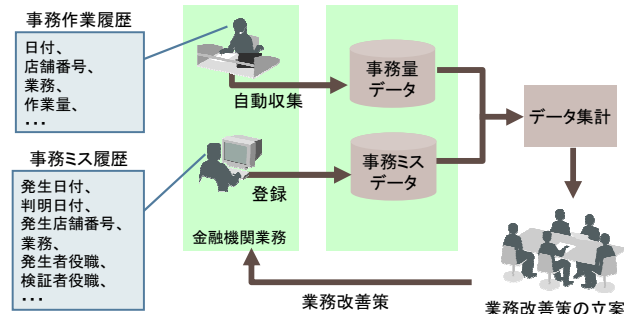 事務作業履歴
日付、
店舗番号、
業務、
作業量、
・・・
事務ミス履歴
発生日付、
判明日付、
発生店舗番号、
業務、
発生者役職、
検証者役職、
・・・
自動収集
登録
金融機関業務
事務量
データ
事務ミス
データ
データ集計
業務改善策
業務改善策の立案